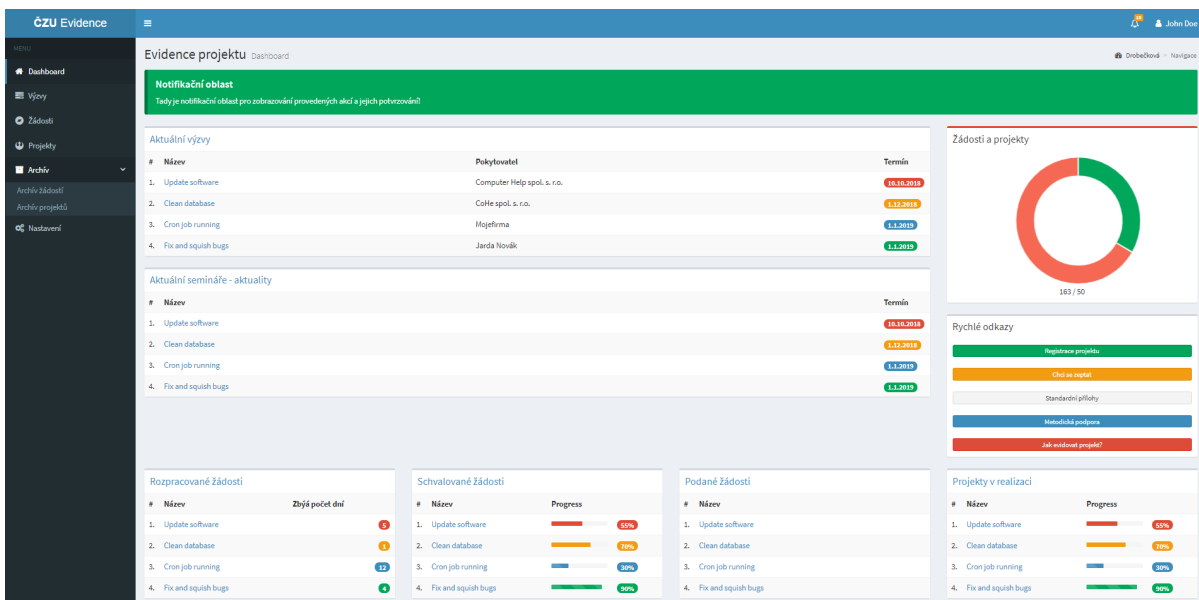 ČZU Evidence
John Doe
MENU
Dashboard
Výzvy
Žádosti
Projekty
Archív
Archív žádostí
Archív projektů
Nastavení
Evidence projektu Dashboard
Drobečková > Navigace
Notifikační oblast
Tady je notifikační oblast pro zobrazování provedených akcí a jejich potvrzování!
Aktuální výzvy
# Název Pokytovatel Termín
1. Update software Computer Help spol. s. r.o. 10.10.2018
2. Clean database CoHe spol. s. r.o. 1.12.2018
3. Cron job running Mojefirma 1.1.2019
4. Fix and squish bugs Jarda Novák 1.1.2019
Aktuální semináře - aktuality
# Název Termín
1. Update software 10.10.2018
2. Clean database 1.12.2018
3. Cron job running 1.1.2019
4. Fix and squish bugs 1.1.2019
Žádosti a projekty
163 / 50
Rychlé odkazy
Registrace projektu
Chci se zeptat
Standardní přílohy
Metodická podpora
Jak evidovat projekt?
Rozpracované žádosti
# Název Zbýá počet dní
1. Update software 5
2. Clean database 1
3. Cron job running 12
4. Fix and squish bugs 4
Schvalované žádosti
# Název Progress
1. Update software 55%
2. Clean database 70%
3. Cron job running 30%
4. Fix and squish bugs 90%
Podané žádosti
# Název
1. Update software
2. Clean database
3. Cron job running
4. Fix and squish bugs
Projekty v realizaci
# Název Progress
1. Update software 55%
2. Clean database 70%
3. Cron job running 30%
4. Fix and squish bugs 90%